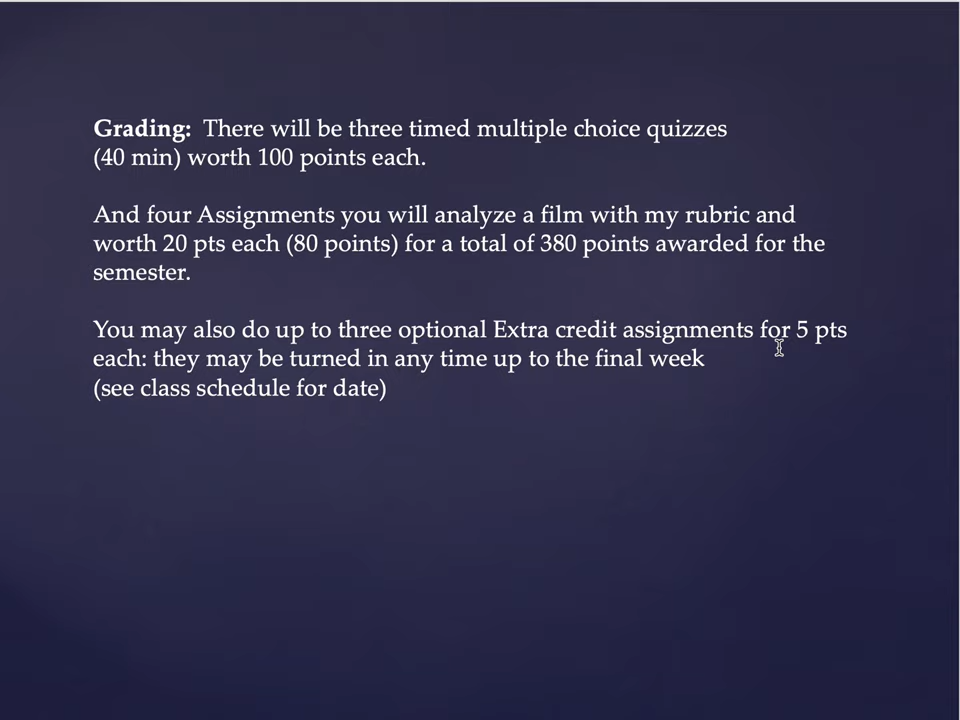 Grading: There will be three timed multiple choice quizzes
(40 min) worth 100 points each.
And four Assignments you will analyze a film with my rubric and
worth 20 pts each (80 points) for a total of 380 points awarded for the
semester.
You may also do up to three optional Extra credit assignments for 5 pts
each: they may be turned in any time up to the final week
(see class schedule for date)